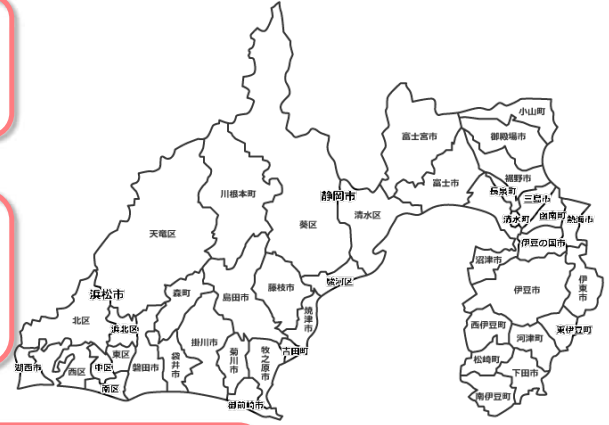 小山町
御殿場市
富士宮市
裾野市
富士市
長泉町
三島市
川根本町
静岡市
清水区
清水町
函南町
熱海市
葵区
天竜区
伊豆の国市
沼津市
駿河区
伊豆市
伊東市
浜松市
森町
島田市
藤枝市
焼津市
北区
浜北区
西伊豆町
東伊豆町
河津町
掛川市
吉田町
東区
菊川市
牧之原市
松崎町
湖西市
西区
中区
磐田市
袋井市
下田市
南区
南伊豆町
御前崎市